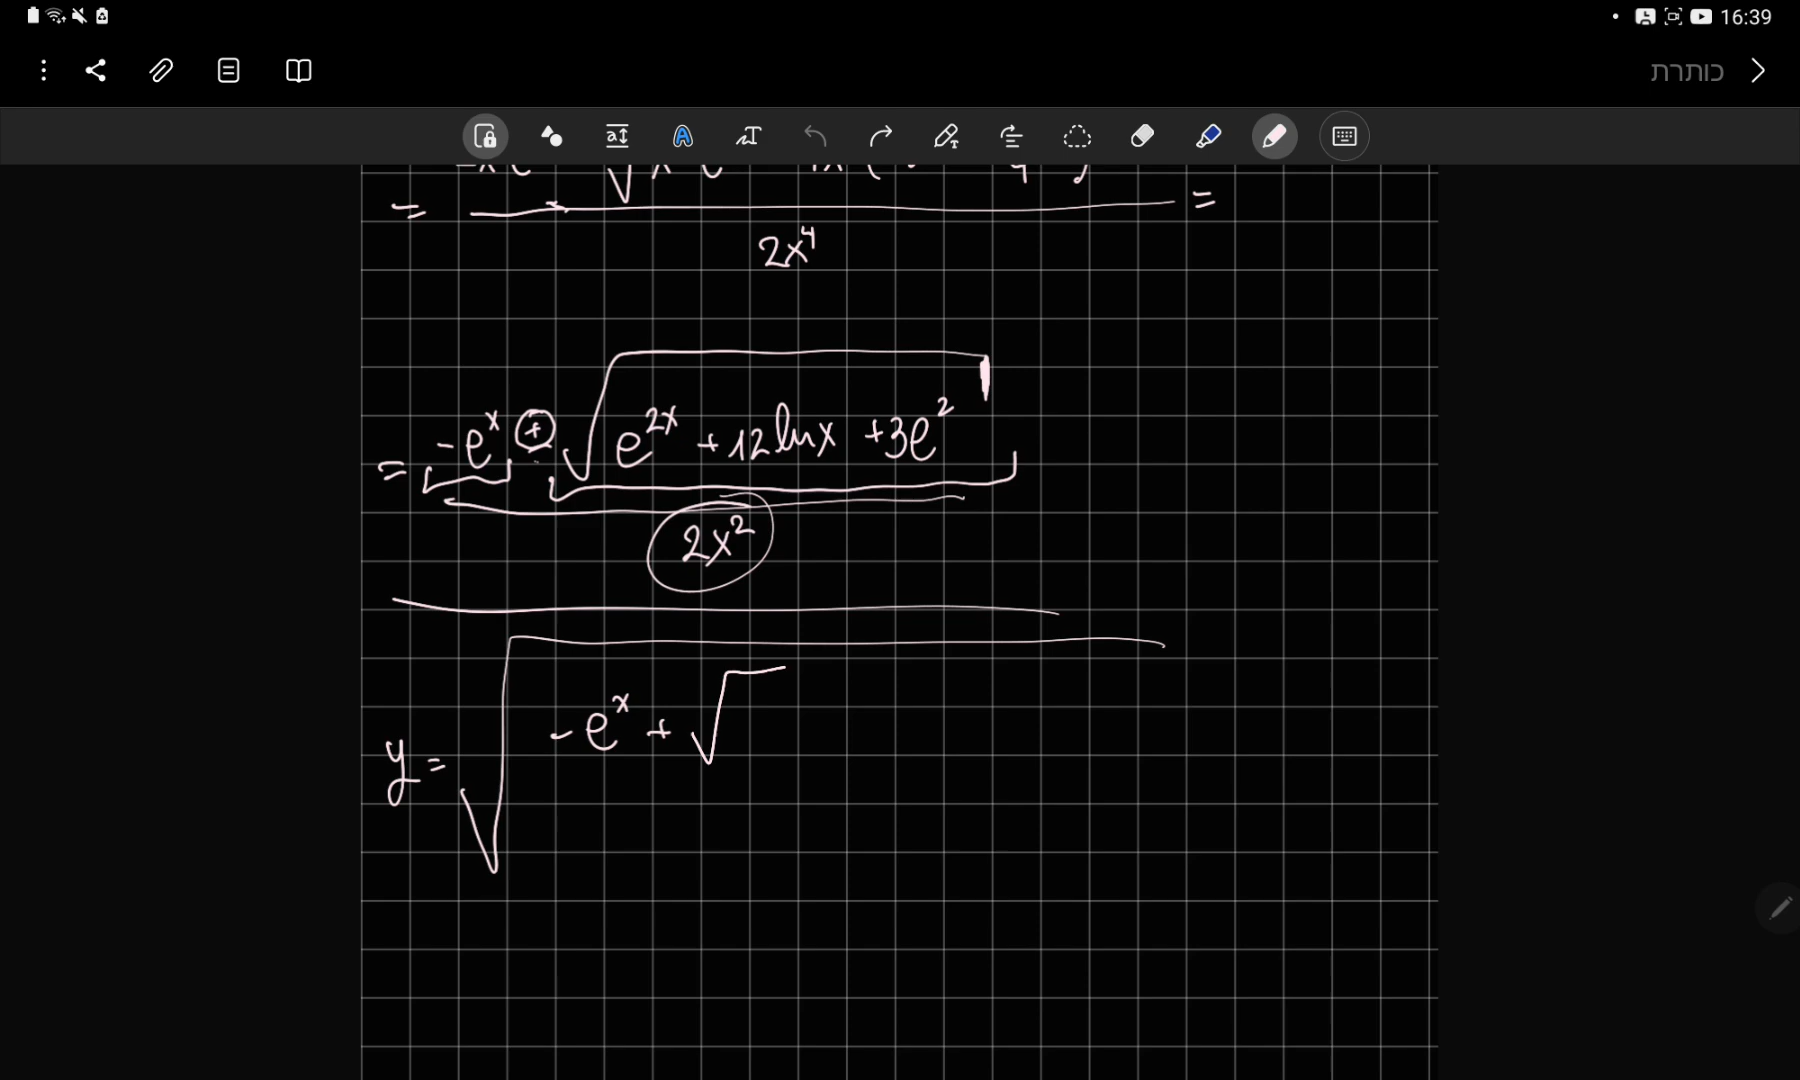 16:39
כותרת
=
=
2x⁴
= -eˣ + √(e²ˣ + 12lnx + 3e²)
2x²
y = √ -eˣ + √